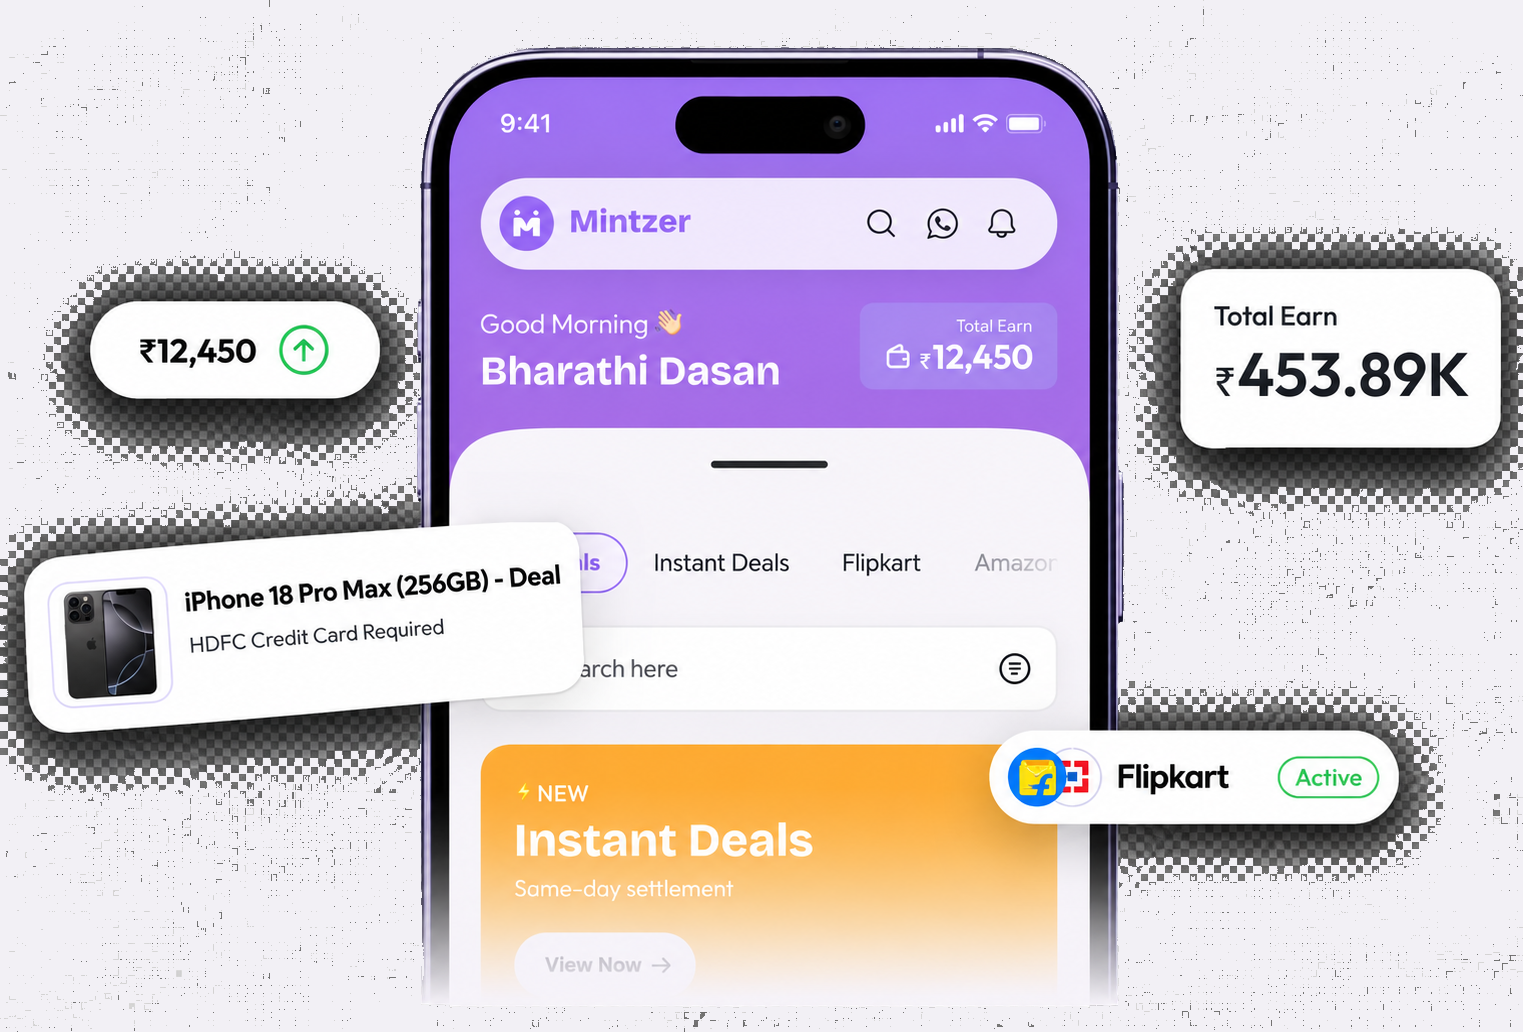 9:41
Mintzer
Good Morning 👋
Bharathi Dasan
Total Earn
₹12,450
₹12,450
Total Earn
₹453.89K
iPhone 18 Pro Max (256GB) - Deal
HDFC Credit Card Required
als
Instant Deals
Flipkart
Amazon
arch here
⚡ NEW
Instant Deals
Same-day settlement
View Now →
Flipkart
Active